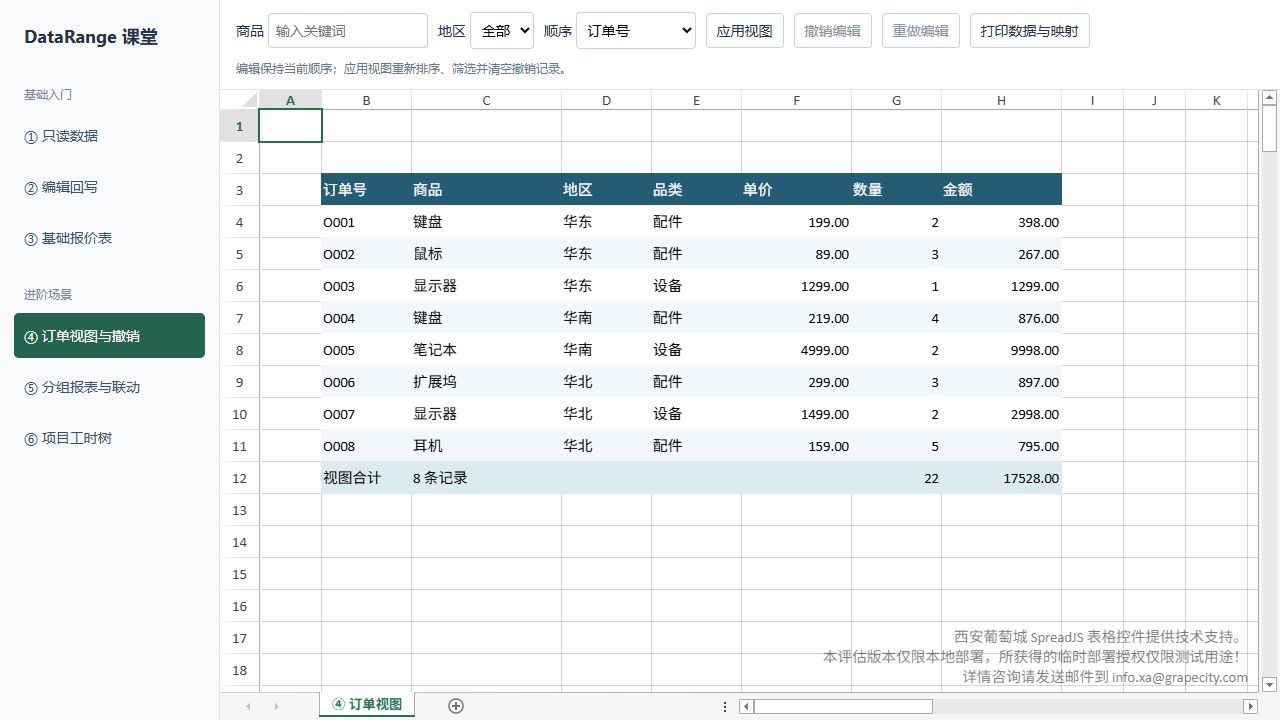 DataRange 课堂
基础入门
① 只读数据
② 编辑回写
③ 基础报价表
进阶场景
④ 订单视图与撤销
⑤ 分组报表与联动
⑥ 项目工时树
商品 输入关键词 地区 全部 顺序 订单号 应用视图 撤销编辑 重做编辑 打印数据与映射
编辑保持当前顺序；应用视图重新排序、筛选并清空撤销记录。
A B C D E F G H I J K
1
2
3 订单号 商品 地区 品类 单价 数量 金额
4 O001 键盘 华东 配件 199.00 2 398.00
5 O002 鼠标 华东 配件 89.00 3 267.00
6 O003 显示器 华东 设备 1299.00 1 1299.00
7 O004 键盘 华南 配件 219.00 4 876.00
8 O005 笔记本 华南 设备 4999.00 2 9998.00
9 O006 扩展坞 华北 配件 299.00 3 897.00
10 O007 显示器 华北 设备 1499.00 2 2998.00
11 O008 耳机 华北 配件 159.00 5 795.00
12 视图合计 8 条记录 22 17528.00
13
14
15
16
17
18
西安葡萄城 SpreadJS 表格控件提供技术支持。
本评估版本仅限本地部署，所获得的临时部署授权仅限测试用途！
详情咨询请发送邮件到 info.xa@grapecity.com
④ 订单视图